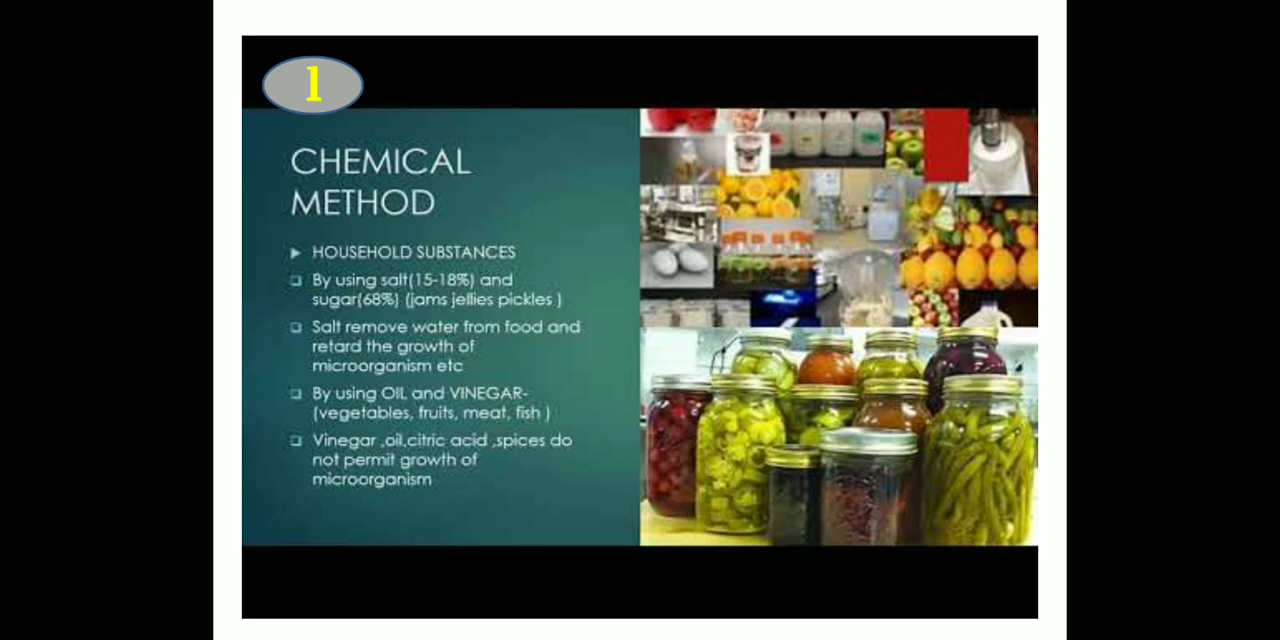 1
CHEMICAL
METHOD
HOUSEHOLD SUBSTANCES
By using salt(15-18%) and
sugar(68%) (jams jellies pickles )
Salt remove water from food and
retard the growth of
microorganism etc
By using OIL and VINEGAR-
(vegetables, fruits, meat, fish )
Vinegar ,oil,citric acid ,spices do
not permit growth of
microorganism